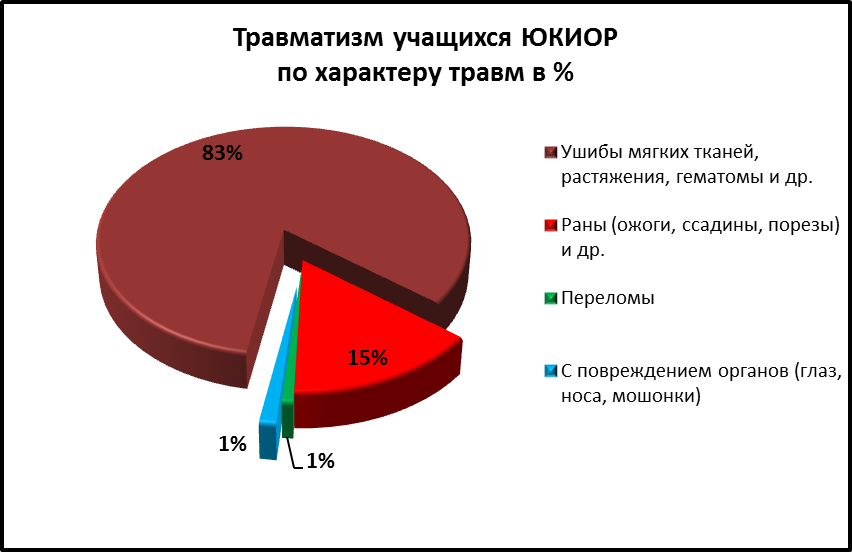 Травматизм учащихся ЮКИОР
по характеру травм в %
83%
15%
1%
1%
Ушибы мягких тканей,
растяжения, гематомы и др.
Раны (ожоги, ссадины, порезы)
и др.
Переломы
С повреждением органов (глаз,
носа, мошонки)